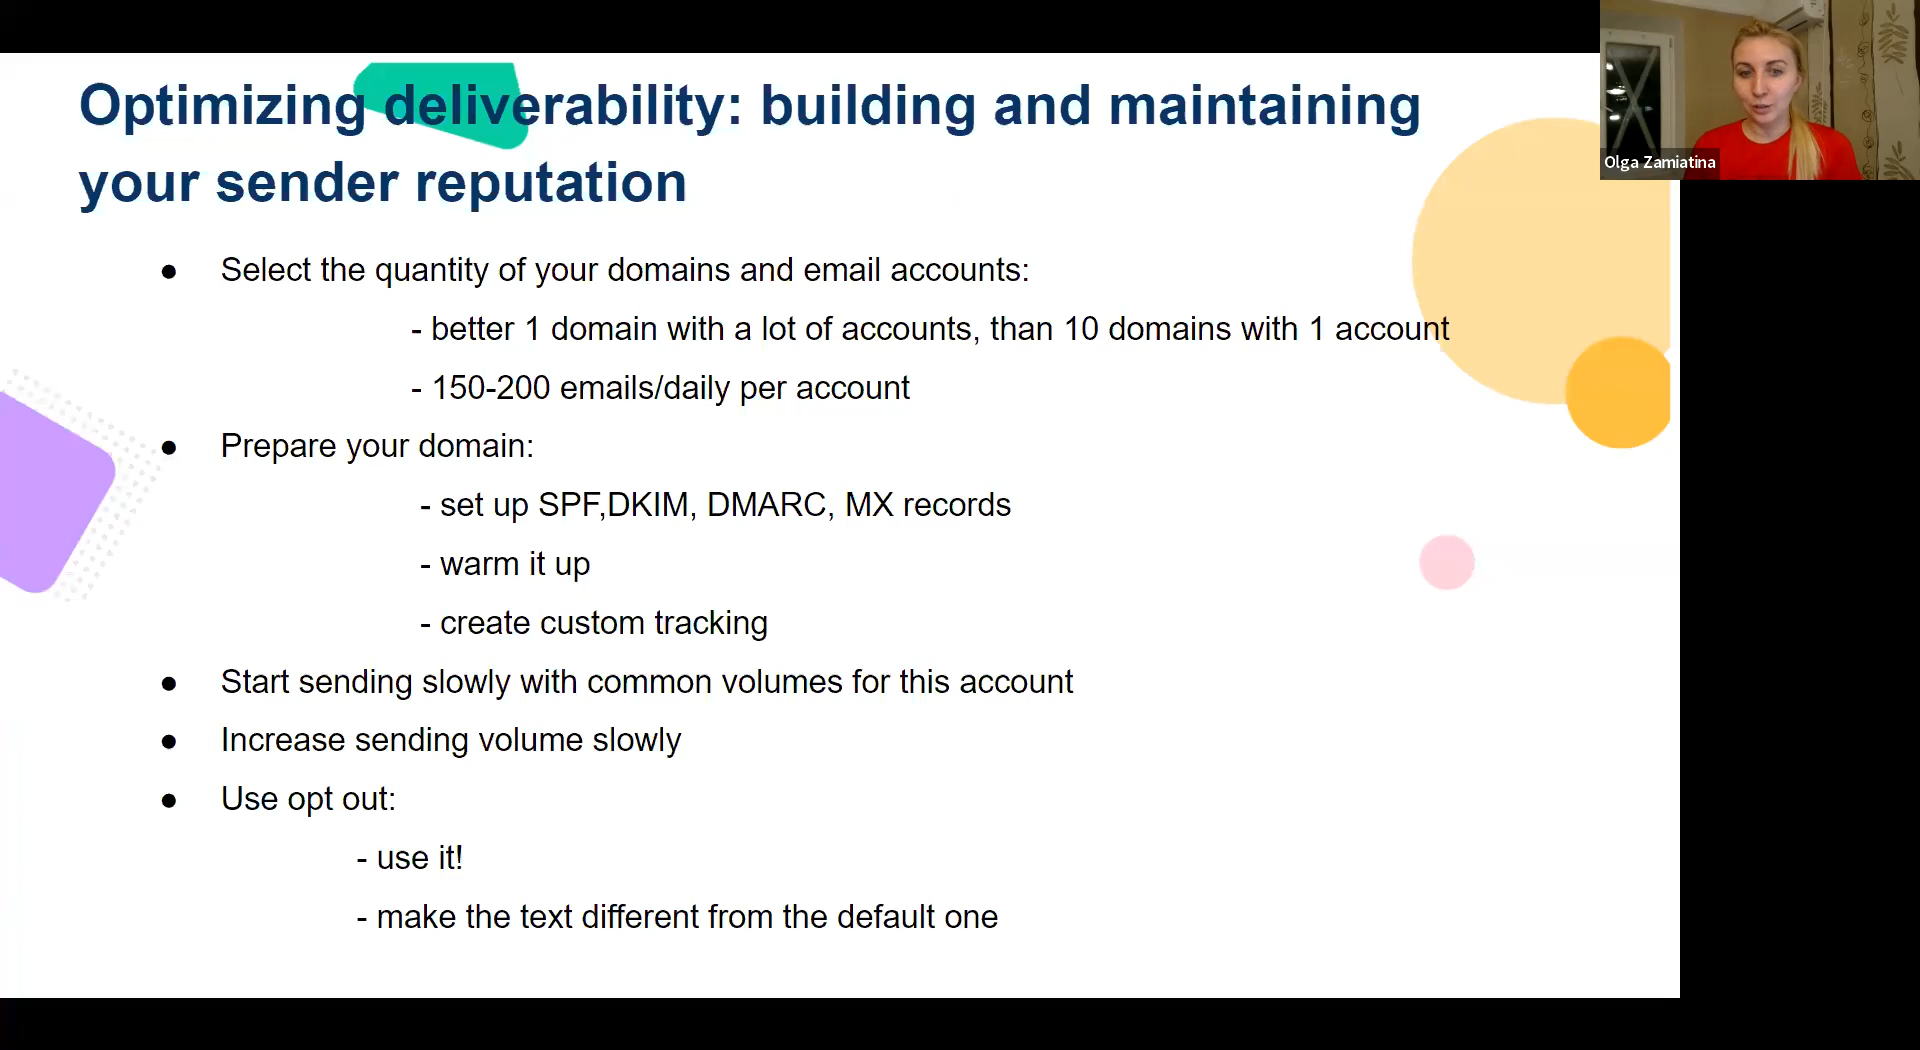 Optimizing deliverability: building and maintaining
your sender reputation
Olga Zamiatina
● Select the quantity of your domains and email accounts:
- better 1 domain with a lot of accounts, than 10 domains with 1 account
- 150-200 emails/daily per account
● Prepare your domain:
- set up SPF,DKIM, DMARC, MX records
- warm it up
- create custom tracking
● Start sending slowly with common volumes for this account
● Increase sending volume slowly
● Use opt out:
- use it!
- make the text different from the default one